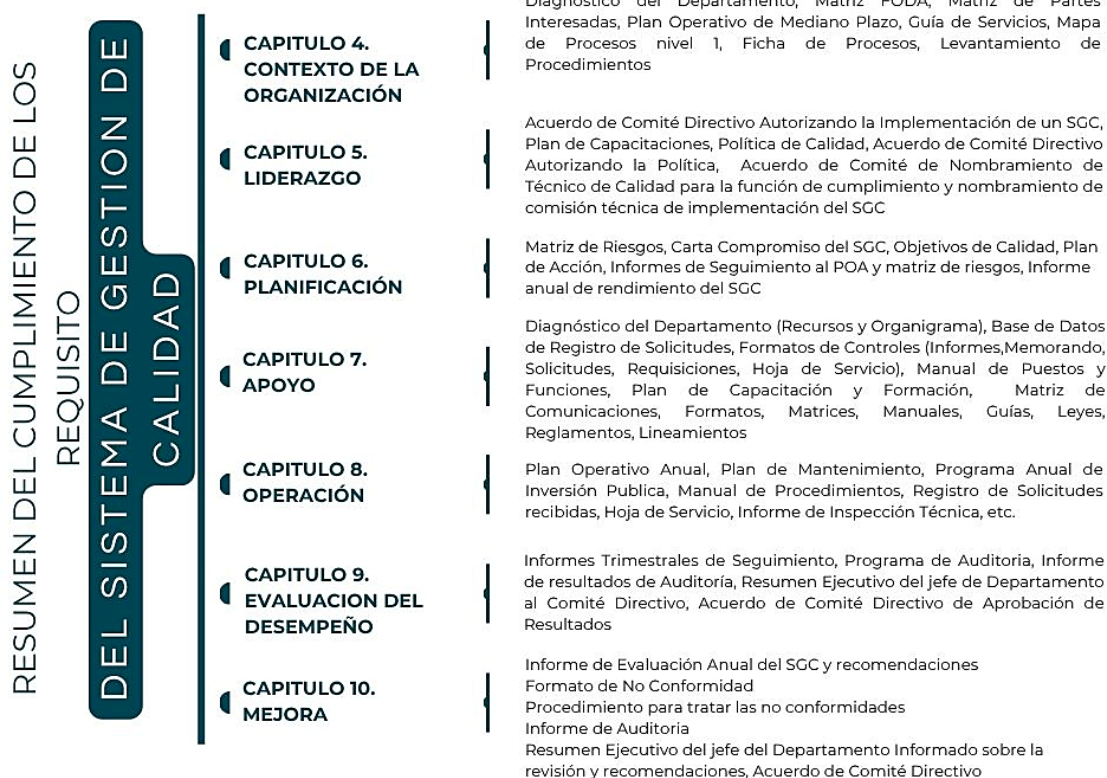 RESUMEN DEL CUMPLIMIENTO DE LOS
REQUISITO
DEL SISTEMA DE GESTION DE
CALIDAD
CAPITULO 4.
CONTEXTO DE LA
ORGANIZACIÓN
Diagnóstico del Departamento, Matriz FODA, Matriz de Partes
Interesadas, Plan Operativo de Mediano Plazo, Guía de Servicios, Mapa
de Procesos nivel 1, Ficha de Procesos, Levantamiento de
Procedimientos
CAPITULO 5.
LIDERAZGO
Acuerdo de Comité Directivo Autorizando la Implementación de un SGC,
Plan de Capacitaciones, Política de Calidad, Acuerdo de Comité Directivo
Autorizando la Política, Acuerdo de Comité de Nombramiento de
Técnico de Calidad para la función de cumplimiento y nombramiento de
comisión técnica de implementación del SGC
CAPITULO 6.
PLANIFICACIÓN
Matriz de Riesgos, Carta Compromiso del SGC, Objetivos de Calidad, Plan
de Acción, Informes de Seguimiento al POA y matriz de riesgos, Informe
anual de rendimiento del SGC
CAPITULO 7.
APOYO
Diagnóstico del Departamento (Recursos y Organigrama), Base de Datos
de Registro de Solicitudes, Formatos de Controles (Informes,Memorando,
Solicitudes, Requisiciones, Hoja de Servicio), Manual de Puestos y
Funciones, Plan de Capacitación y Formación, Matriz de
Comunicaciones, Formatos, Matrices, Manuales, Guías, Leyes,
Reglamentos, Lineamientos
CAPITULO 8.
OPERACIÓN
Plan Operativo Anual, Plan de Mantenimiento, Programa Anual de
Inversión Publica, Manual de Procedimientos, Registro de Solicitudes
recibidas, Hoja de Servicio, Informe de Inspección Técnica, etc.
CAPITULO 9.
EVALUACION DEL
DESEMPEÑO
Informes Trimestrales de Seguimiento, Programa de Auditoria, Informe
de resultados de Auditoría, Resumen Ejecutivo del jefe de Departamento
al Comité Directivo, Acuerdo de Comité Directivo de Aprobación de
Resultados
CAPITULO 10.
MEJORA
Informe de Evaluación Anual del SGC y recomendaciones
Formato de No Conformidad
Procedimiento para tratar las no conformidades
Informe de Auditoria
Resumen Ejecutivo del jefe del Departamento Informado sobre la
revisión y recomendaciones, Acuerdo de Comité Directivo